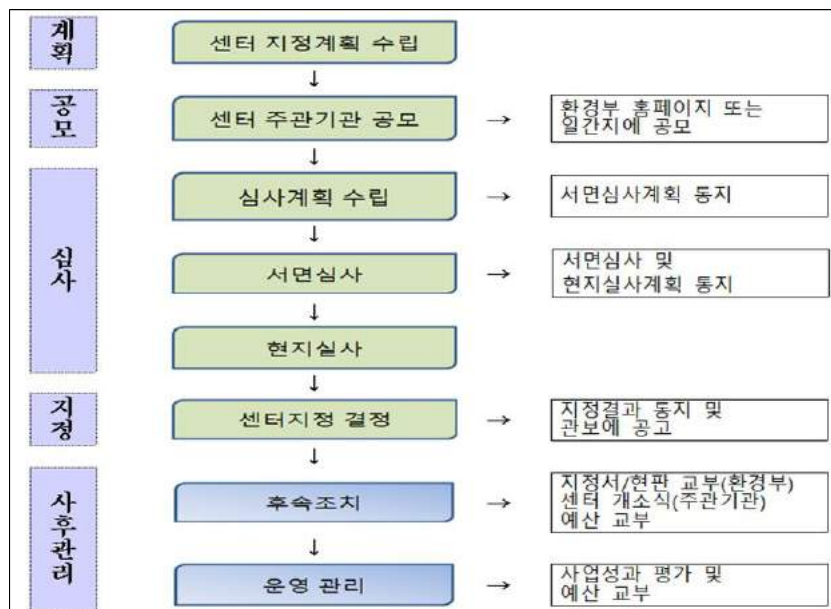 계획
센터 지정계획 수립
↓
공모
센터 주관기관 공모
→
환경부 홈페이지 또는
일간지에 공모
↓
심사
심사계획 수립
→
서면심사계획 통지
↓
서면심사
→
서면심사 및
현지실사계획 통지
↓
현지실사
↓
지정
센터지정 결정
→
지정결과 통지 및
관보에 공고
↓
사후관리
후속조치
→
지정서/현판 교부(환경부)
센터 개소식(주관기관)
예산 교부
↓
운영 관리
→
사업성과 평가 및
예산 교부